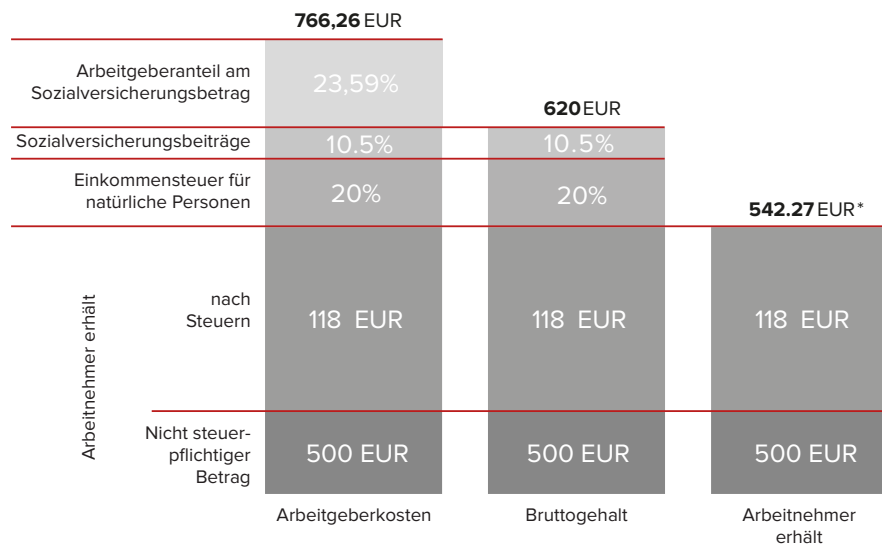 766,26 EUR
Arbeitgeberanteil am
Sozialversicherungsbetrag
23,59%
620 EUR
Sozialversicherungsbeiträge
10.5%
10.5%
Einkommensteuer für
natürliche Personen
20%
20%
542.27 EUR*
Arbeitnehmer erhält
nach
Steuern
118 EUR
118 EUR
118 EUR
Nicht steuer-
pflichtiger
Betrag
500 EUR
500 EUR
500 EUR
Arbeitgeberkosten
Bruttogehalt
Arbeitnehmer
erhält